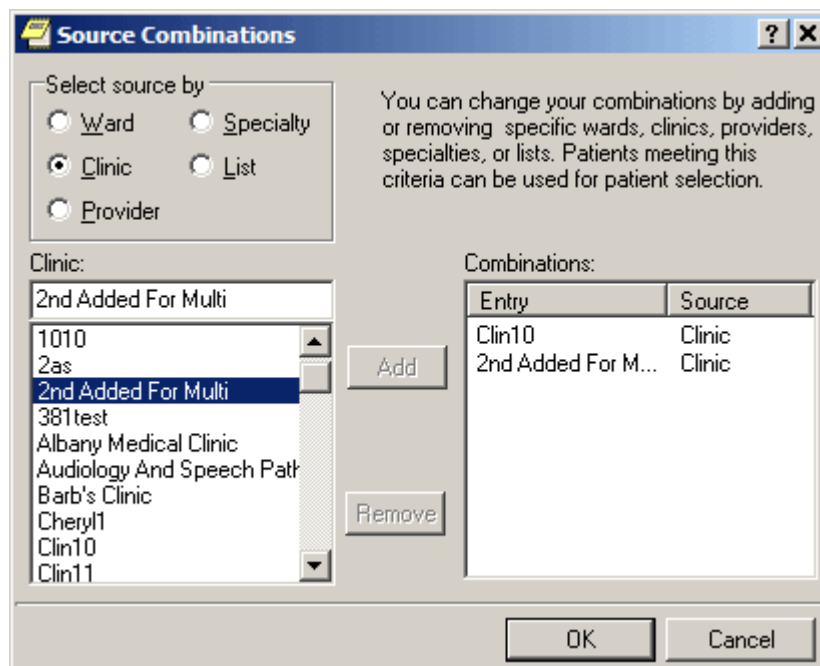 Source Combinations
Select source by
Ward
Specialty
Clinic
List
Provider
You can change your combinations by adding
or removing specific wards, clinics, providers,
specialties, or lists. Patients meeting this
criteria can be used for patient selection.
Clinic:
2nd Added For Multi
1010
2as
2nd Added For Multi
381test
Albany Medical Clinic
Audiology And Speech Path
Barb's Clinic
Cheryl1
Clin10
Clin11
Add
Remove
Combinations:
Entry Source
Clin10 Clinic
2nd Added For M... Clinic
OK
Cancel